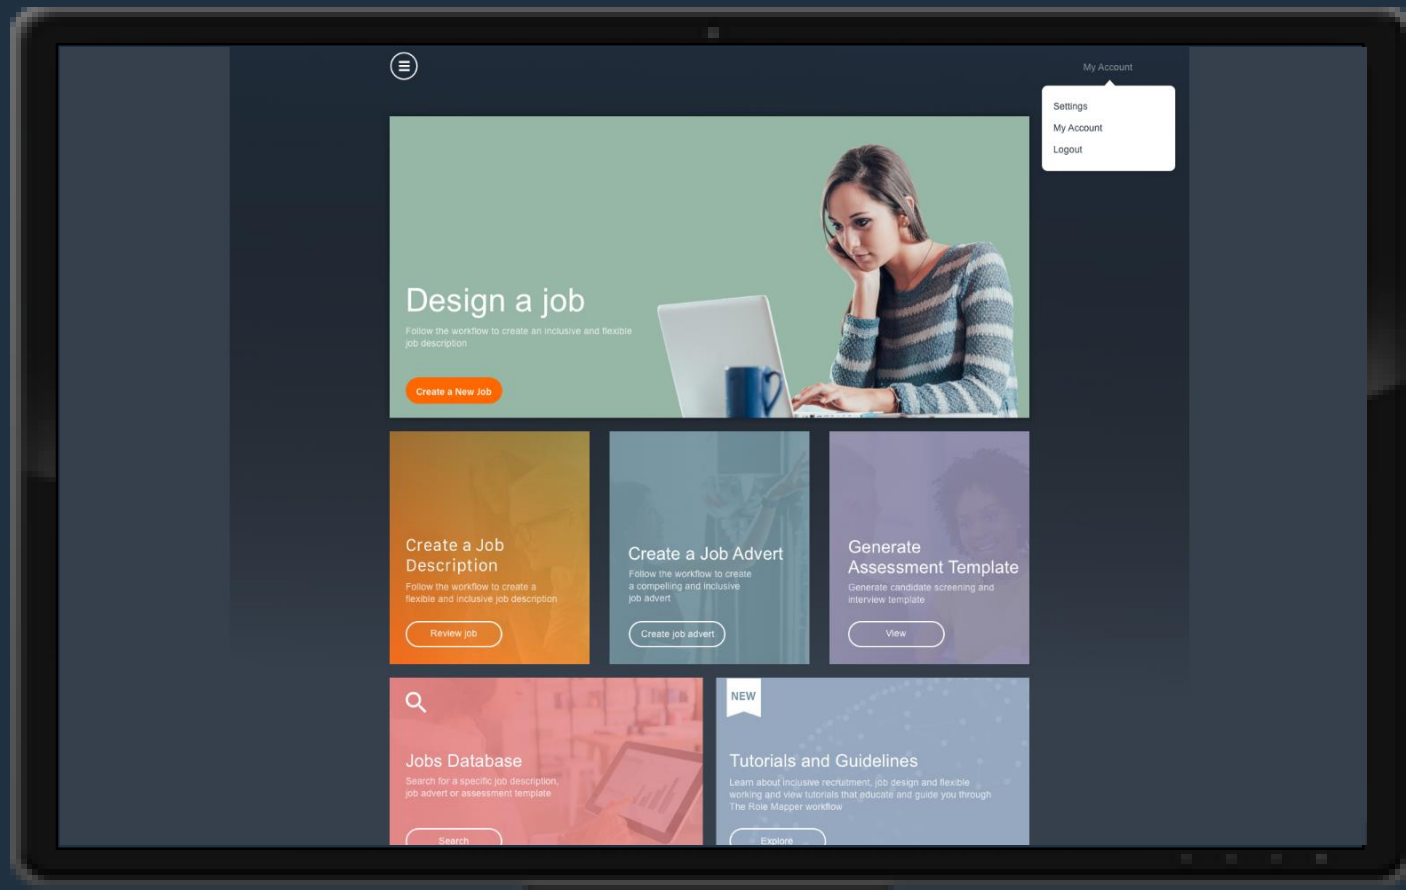 My Account
Settings
My Account
Logout
Design a job
Follow the workflow to create an inclusive and flexible
job description
Create a New Job
Create a Job
Description
Follow the workflow to create a
flexible and inclusive job description
Review job
Create a Job Advert
Follow the workflow to create
a compelling and inclusive
job advert
Create job advert
Generate
Assessment Template
Generate candidate screening and
interview template
View
Jobs Database
Search for a specific job description,
job advert or assessment template
Search
NEW
Tutorials and Guidelines
Learn about inclusive recruitment, job design and flexible
working and view tutorials that educate and guide you through
The Role Mapper workflow
Explore